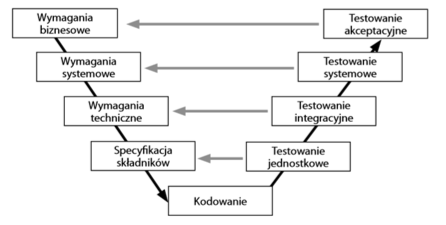 Wymagania
biznesowe
Testowanie
akceptacyjne
Wymagania
systemowe
Testowanie
systemowe
Wymagania
techniczne
Testowanie
integracyjne
Specyfikacja
składników
Testowanie
jednostkowe
Kodowanie